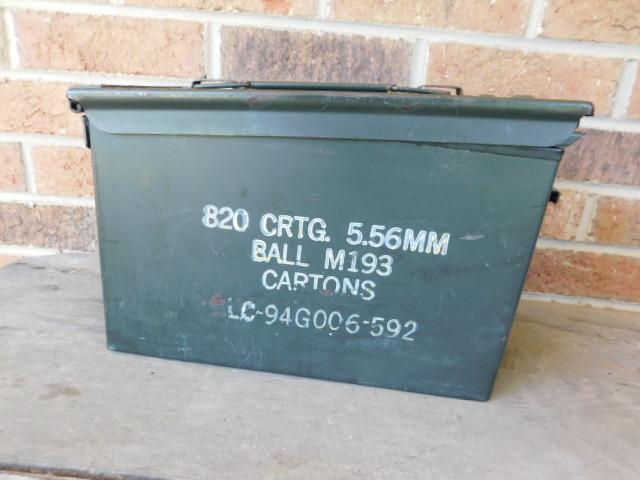 820 CRTG. 5.56MM
BALL M193
CARTONS
LC-94G006-592